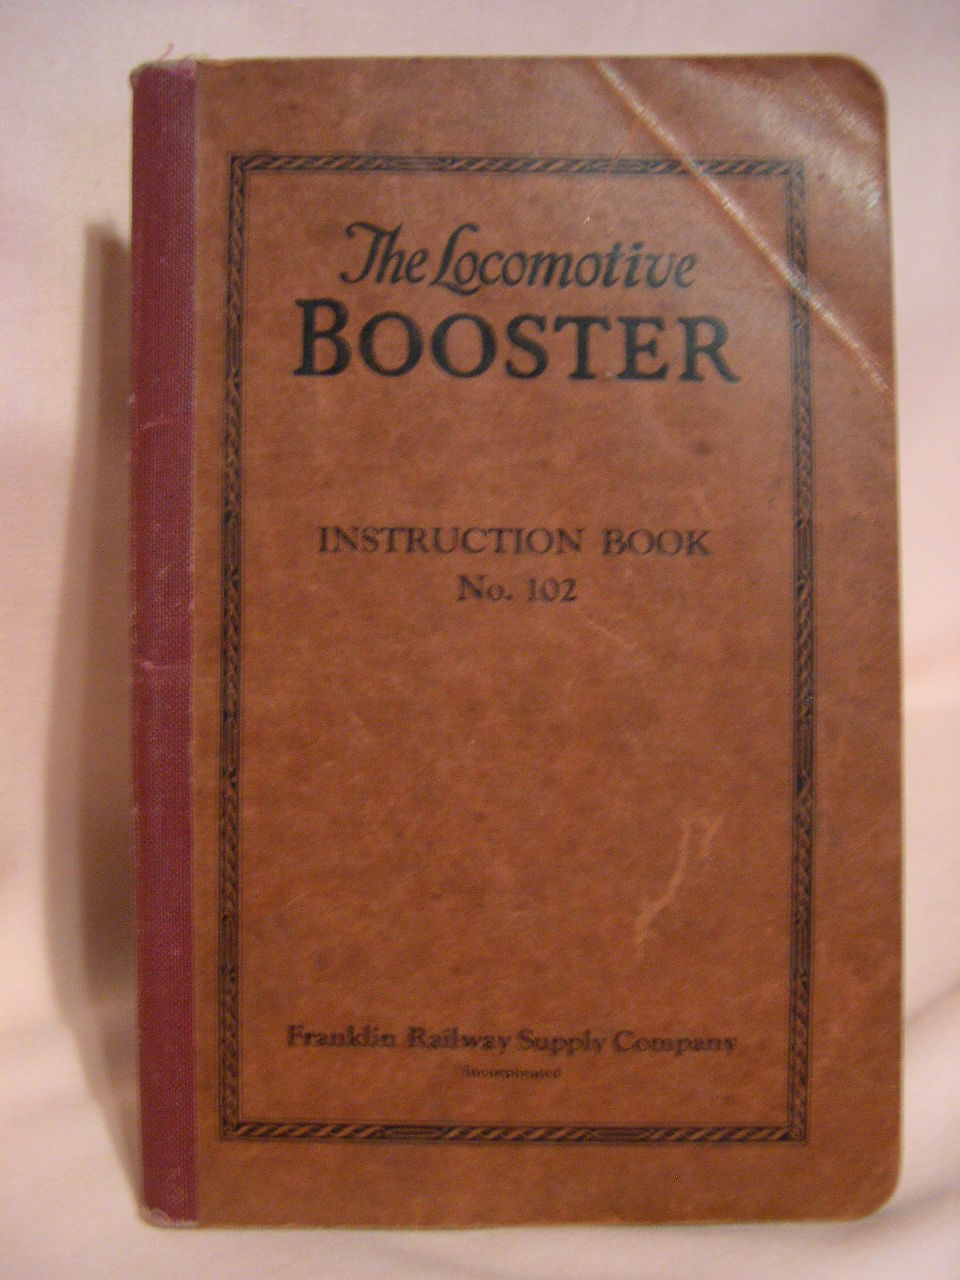 The Locomotive
BOOSTER
INSTRUCTION BOOK
No. 102
Franklin Railway Supply Company
Incorporated